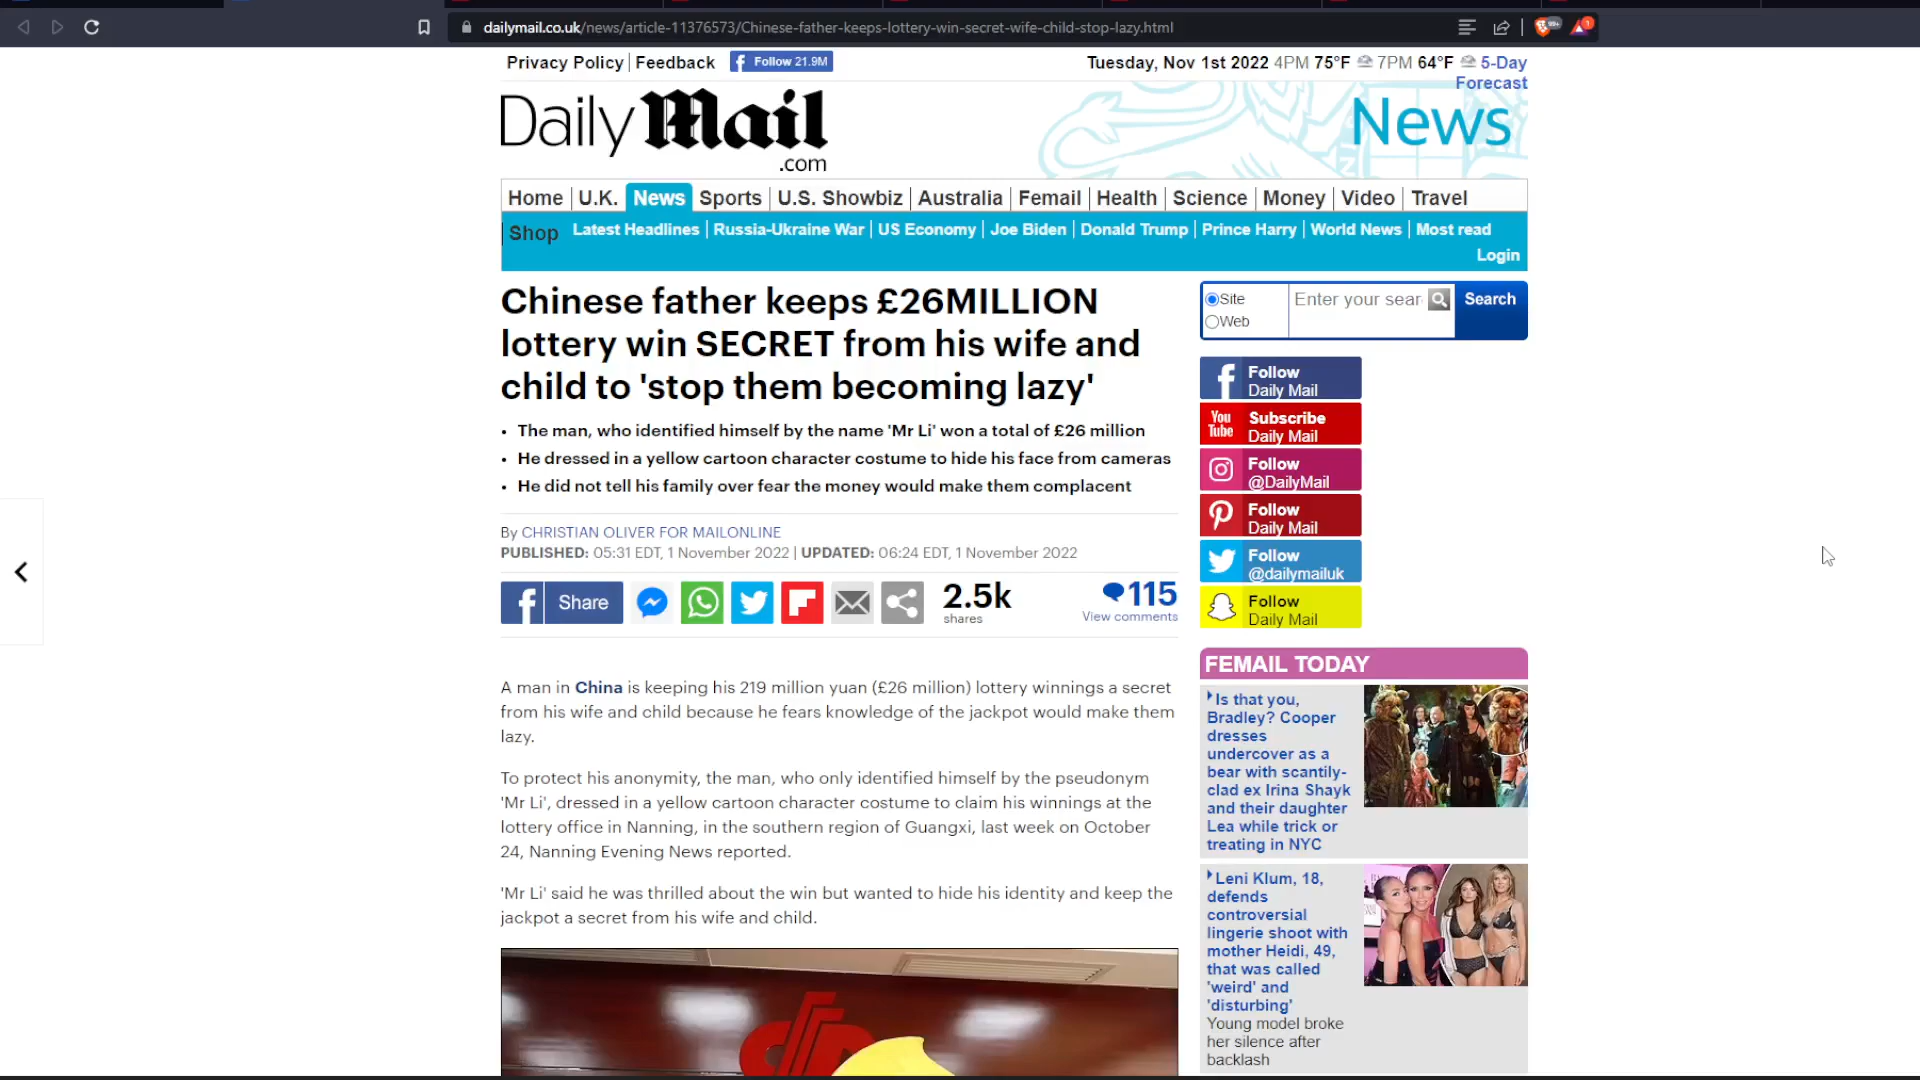 dailymail.co.uk/news/article-11376573/Chinese-father-keeps-lottery-win-secret-wife-child-stop-lazy.html
Privacy Policy | Feedback
Follow 21.9M
Tuesday, Nov 1st 2022 4PM 75°F 7PM 64°F 5-Day
Forecast
Daily Mail
.com
News
Home U.K. News Sports U.S. Showbiz Australia Femail Health Science Money Video Travel
Shop Latest Headlines Russia-Ukraine War US Economy Joe Biden Donald Trump Prince Harry World News Most read
Login
Chinese father keeps £26MILLION
lottery win SECRET from his wife and
child to 'stop them becoming lazy'
• The man, who identified himself by the name 'Mr Li' won a total of £26 million
• He dressed in a yellow cartoon character costume to hide his face from cameras
• He did not tell his family over fear the money would make them complacent
By CHRISTIAN OLIVER FOR MAILONLINE
PUBLISHED: 05:31 EDT, 1 November 2022 | UPDATED: 06:24 EDT, 1 November 2022
Share
2.5k
shares
115
View comments
A man in China is keeping his 219 million yuan (£26 million) lottery winnings a secret
from his wife and child because he fears knowledge of the jackpot would make them
lazy.
To protect his anonymity, the man, who only identified himself by the pseudonym
'Mr Li', dressed in a yellow cartoon character costume to claim his winnings at the
lottery office in Nanning, in the southern region of Guangxi, last week on October
24, Nanning Evening News reported.
'Mr Li' said he was thrilled about the win but wanted to hide his identity and keep the
jackpot a secret from his wife and child.
Site
Web
Enter your sear
Search
Follow
Daily Mail
You
Tube
Subscribe
Daily Mail
Follow
@DailyMail
Follow
Daily Mail
Follow
@dailymailuk
Follow
Daily Mail
FEMAIL TODAY
Is that you,
Bradley? Cooper
dresses
undercover as a
bear with scantily-
clad ex Irina Shayk
and their daughter
Lea while trick or
treating in NYC
Leni Klum, 18,
defends
controversial
lingerie shoot with
mother Heidi, 49,
that was called
'weird' and
'disturbing'
Young model broke
her silence after
backlash